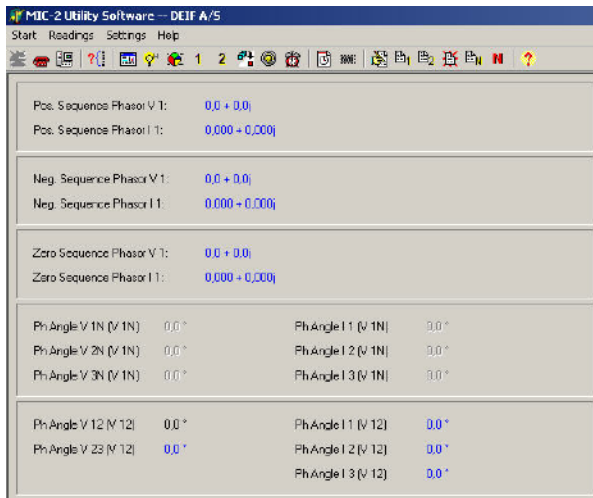 MIC-2 Utility Software -- DEIF A/S
Start Readings Settings Help
1 2
Pos. Sequence Phasor V 1: 0,0 + 0,0j
Pos. Sequence Phasor I 1: 0,000 + 0,000j
Neg. Sequence Phasor V 1: 0,0 + 0,0j
Neg. Sequence Phasor I 1: 0,000 + 0,000j
Zero Sequence Phasor V 1: 0,0 + 0,0j
Zero Sequence Phasor I 1: 0,000 + 0,000j
Ph Angle V 1N (V 1N) 0,0 ° Ph Angle I 1 (V 1N) 0,0 °
Ph Angle V 2N (V 1N) 0,0 ° Ph Angle I 2 (V 1N) 0,0 °
Ph Angle V 3N (V 1N) 0,0 ° Ph Angle I 3 (V 1N) 0,0 °
Ph Angle V 12 (V 12) 0,0 ° Ph Angle I 1 (V 12) 0,0 °
Ph Angle V 23 (V 12) 0,0 ° Ph Angle I 2 (V 12) 0,0 °
Ph Angle I 3 (V 12) 0,0 °